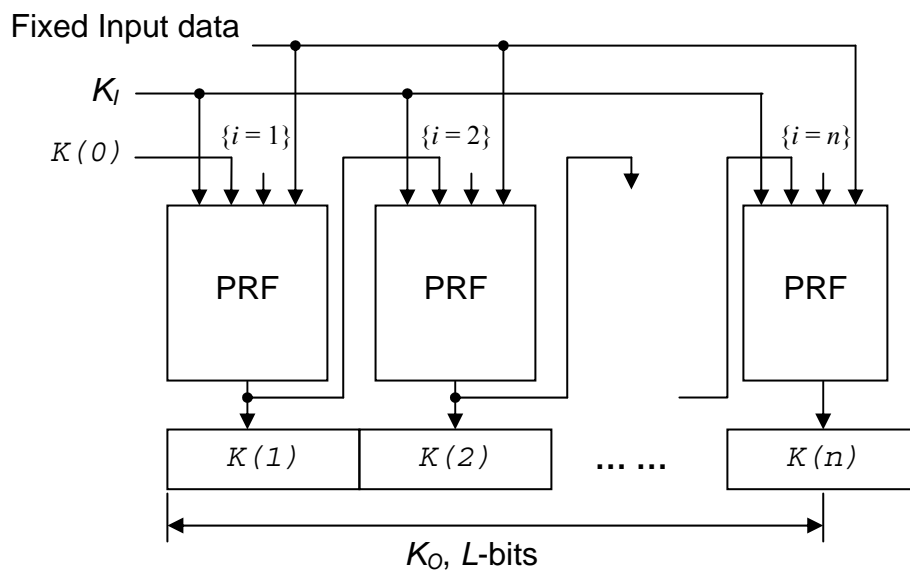 Fixed Input data
K_I
{i = 1} {i = 2} {i = n}
K(0)
PRF PRF PRF
K(1) K(2) … … K(n)
K_O, L-bits